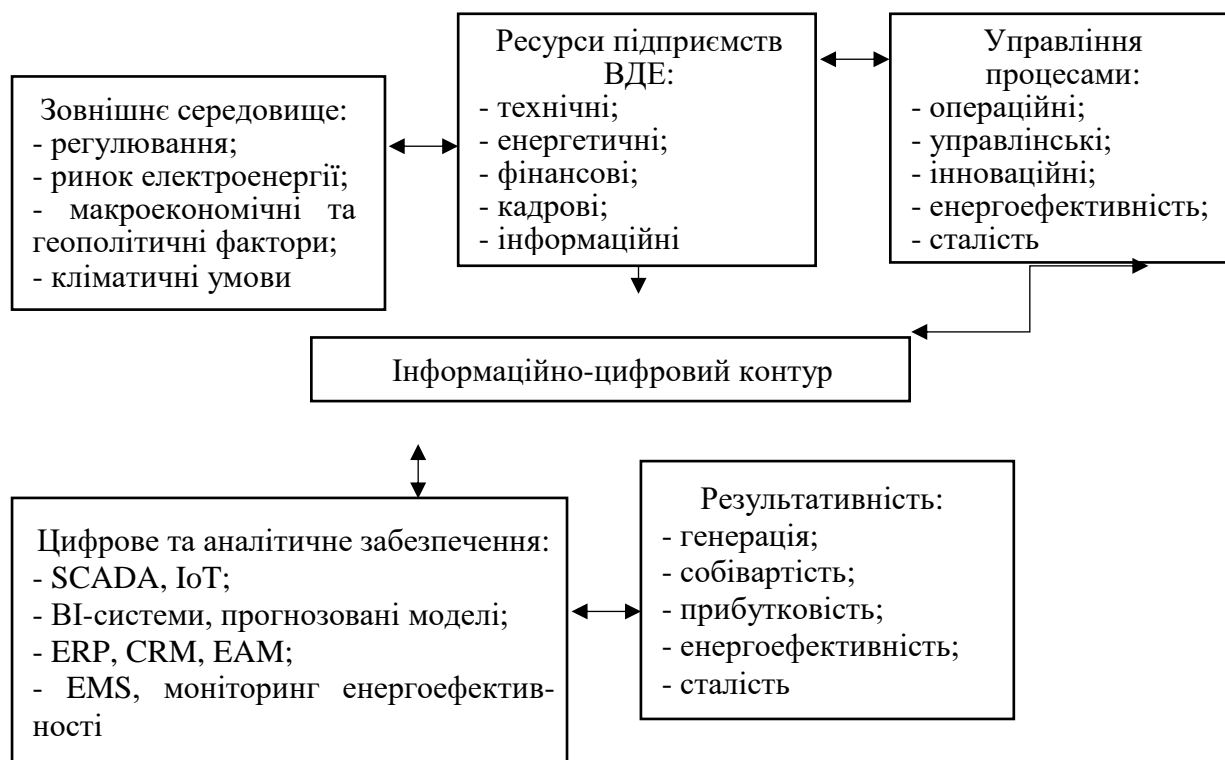 Зовнішнє середовище:
- регулювання;
- ринок електроенергії;
- макроекономічні та
геополітичні фактори;
- кліматичні умови
Ресурси підприємств
ВДЕ:
- технічні;
- енергетичні;
- фінансові;
- кадрові;
- інформаційні
Управління
процесами:
- операційні;
- управлінські;
- інноваційні;
- енергоефективність;
- сталість
Інформаційно-цифровий контур
Цифрове та аналітичне забезпечення:
- SCADA, IoT;
- BI-системи, прогнозовані моделі;
- ERP, CRM, EAM;
- EMS, моніторинг енергоефектив-
ності
Результативність:
- генерація;
- собівартість;
- прибутковість;
- енергоефективність;
- сталість